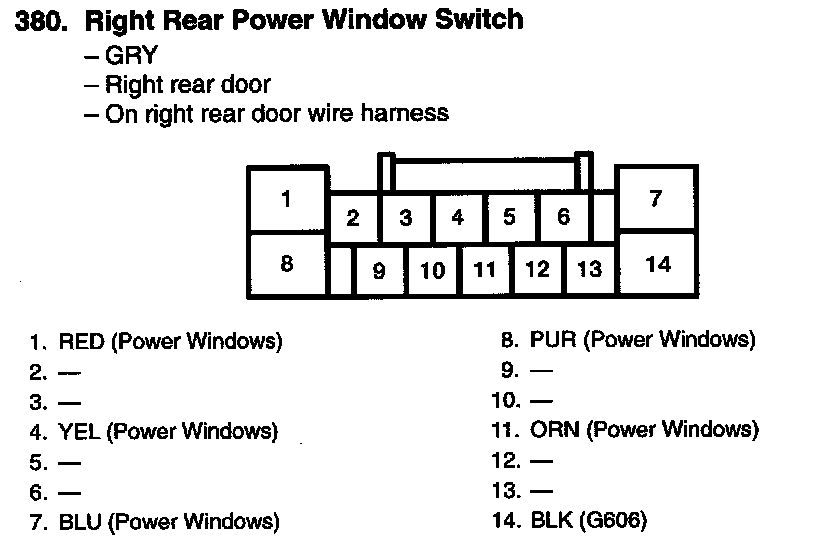 380. Right Rear Power Window Switch
– GRY
– Right rear door
– On right rear door wire harness
1
7
2 3 4 5 6
8 9 10 11 12 13 14
1. RED (Power Windows)
2. —
3. —
4. YEL (Power Windows)
5. —
6. —
7. BLU (Power Windows)
8. PUR (Power Windows)
9. —
10. —
11. ORN (Power Windows)
12. —
13. —
14. BLK (G606)